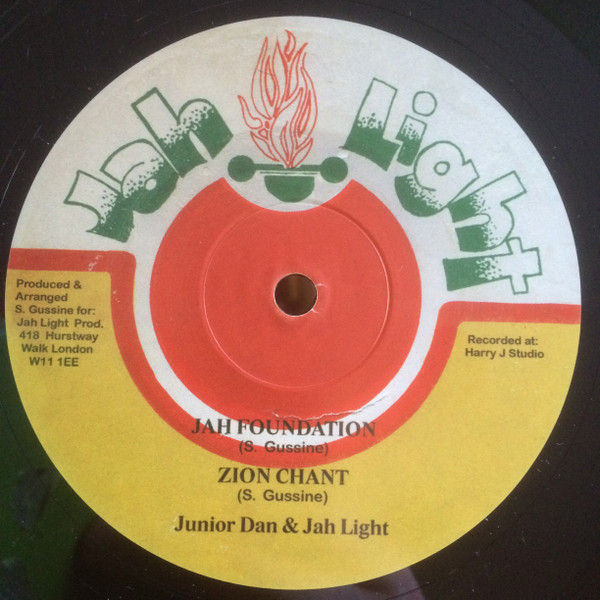 Jah Light
Produced &
Arranged
S. Gussine for:
Jah Light Prod.
418 Hurstway
Walk London
W11 1EE
Recorded at:
Harry J Studio
JAH FOUNDATION
(S. Gussine)
ZION CHANT
(S. Gussine)
Junior Dan & Jah Light